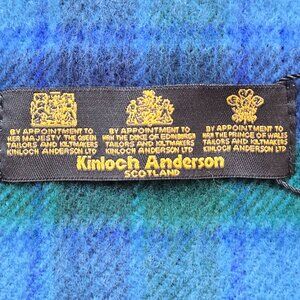 BY APPOINTMENT TO
HER MAJESTY THE QUEEN
TAILORS AND KILTMAKERS
KINLOCH ANDERSON LTD
BY APPOINTMENT TO
HRH THE DUKE OF EDINBURGH
TAILORS AND KILTMAKERS
KINLOCH ANDERSON LTD
BY APPOINTMENT TO
HRH THE PRINCE OF WALES
TAILORS AND KILTMAKERS
KINLOCH ANDERSON LTD
Kinloch Anderson
SCOTLAND